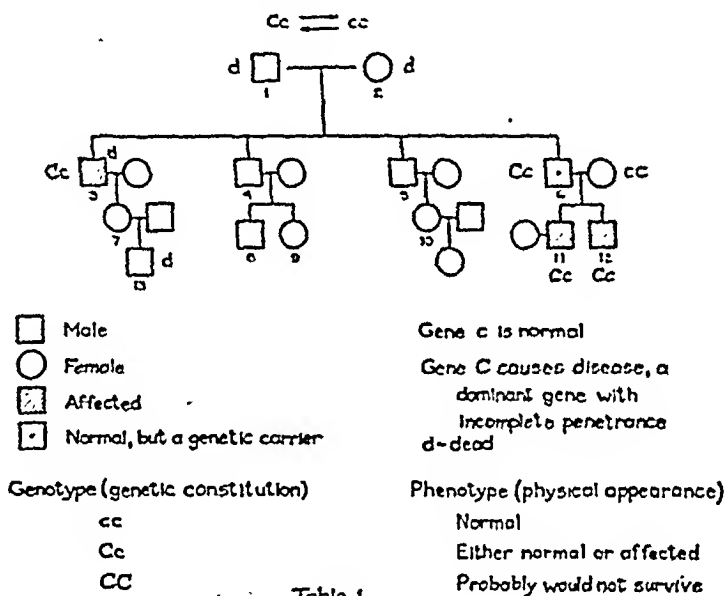 Cc ⇌ cc
d 1 2 d
Cc d
3 4 5 Cc 6 cc
7 8 9 10 11 12
Cc Cc
13 d
Male
Female
Affected
Normal, but a genetic carrier
Gene c is normal
Gene C causes disease, a
dominant gene with
incomplete penetrance
d-dead
Genotype (genetic constitution)
cc
Cc
CC
Phenotype (physical appearance)
Normal
Either normal or affected
Probably would not survive
Table 1